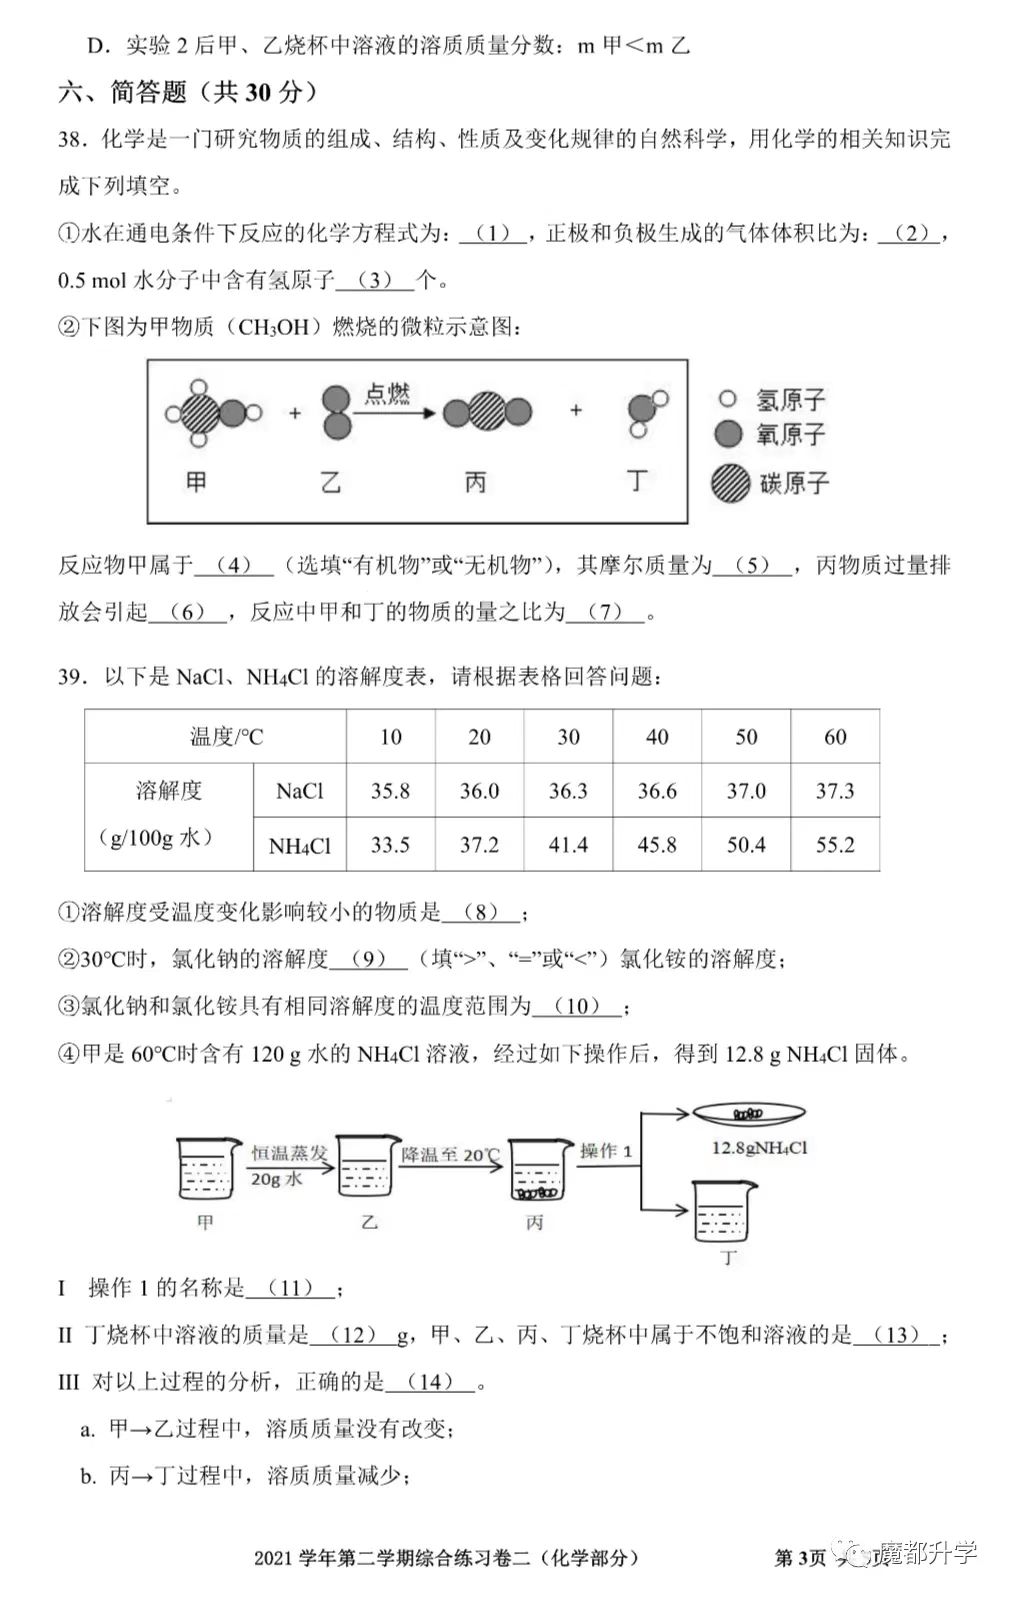 D．实验 2 后甲、乙烧杯中溶液的溶质质量分数：m 甲＜m 乙
六、简答题（共 30 分）
38．化学是一门研究物质的组成、结构、性质及变化规律的自然科学，用化学的相关知识完
成下列填空。
①水在通电条件下反应的化学方程式为：（1），正极和负极生成的气体体积比为：（2），
0.5 mol 水分子中含有氢原子（3）个。
②下图为甲物质（CH₃OH）燃烧的微粒示意图：
+ 点燃 +
甲 乙 丙 丁
氢原子
氧原子
碳原子
反应物甲属于（4）（选填“有机物”或“无机物”），其摩尔质量为（5），丙物质过量排
放会引起（6），反应中甲和丁的物质的量之比为（7）。
39．以下是 NaCl、NH₄Cl 的溶解度表，请根据表格回答问题：
温度/℃ 10 20 30 40 50 60
溶解度 NaCl 35.8 36.0 36.3 36.6 37.0 37.3
（g/100g 水） NH₄Cl 33.5 37.2 41.4 45.8 50.4 55.2
①溶解度受温度变化影响较小的物质是（8）；
②30℃时，氯化钠的溶解度（9）（填“>”、“=”或“<”）氯化铵的溶解度；
③氯化钠和氯化铵具有相同溶解度的温度范围为（10）；
④甲是 60℃时含有 120 g 水的 NH₄Cl 溶液，经过如下操作后，得到 12.8 g NH₄Cl 固体。
恒温蒸发 降温至 20℃ 操作 1 12.8gNH₄Cl
20g 水
甲 乙 丙
丁
I 操作 1 的名称是（11）；
II 丁烧杯中溶液的质量是（12）g，甲、乙、丙、丁烧杯中属于不饱和溶液的是（13）；
III 对以上过程的分析，正确的是（14）。
a. 甲→乙过程中，溶质质量没有改变；
b. 丙→丁过程中，溶质质量减少；
2021 学年第二学期综合练习卷二（化学部分） 第 3页
魔都升学